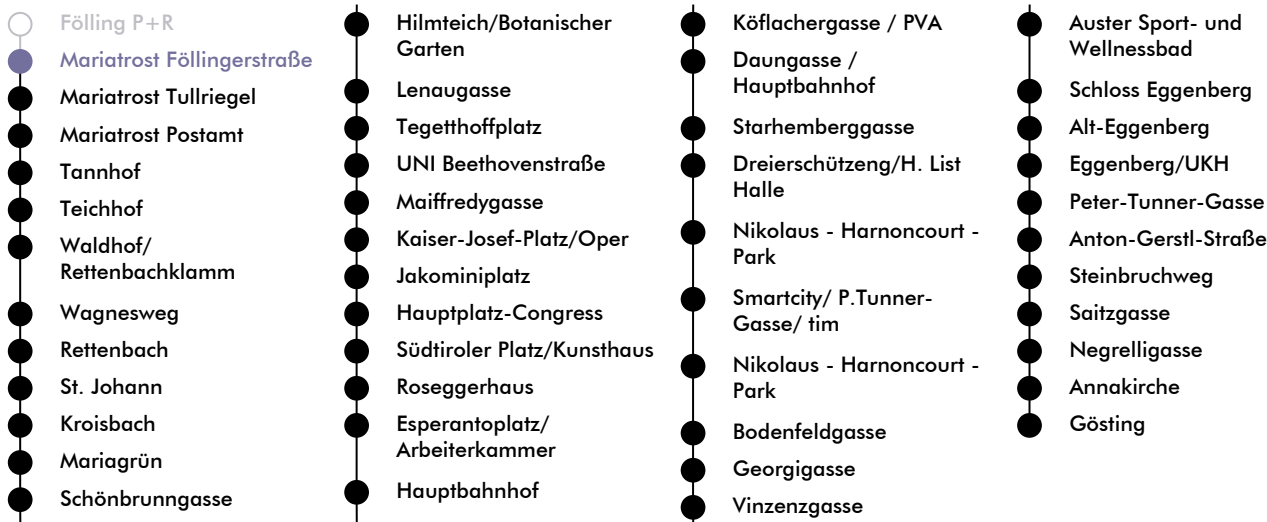 Fölling P+R
Mariatrost Föllingerstraße
Mariatrost Tullriegel
Mariatrost Postamt
Tannhof
Teichhof
Waldhof/
Rettenbachklamm
Wagnesweg
Rettenbach
St. Johann
Kroisbach
Mariagrün
Schönbrunngasse
Hilmteich/Botanischer
Garten
Lenaugasse
Tegetthoffplatz
UNI Beethovenstraße
Maiffredygasse
Kaiser-Josef-Platz/Oper
Jakominiplatz
Hauptplatz-Congress
Südtiroler Platz/Kunsthaus
Roseggerhaus
Esperantoplatz/
Arbeiterkammer
Hauptbahnhof
Köflachergasse / PVA
Daungasse /
Hauptbahnhof
Starhemberggasse
Dreierschützeng/H. List
Halle
Nikolaus - Harnoncourt -
Park
Smartcity/ P.Tunner-
Gasse/ tim
Nikolaus - Harnoncourt -
Park
Bodenfeldgasse
Georgigasse
Vinzenzgasse
Auster Sport- und
Wellnessbad
Schloss Eggenberg
Alt-Eggenberg
Eggenberg/UKH
Peter-Tunner-Gasse
Anton-Gerstl-Straße
Steinbruchweg
Saitzgasse
Negrelligasse
Annakirche
Gösting